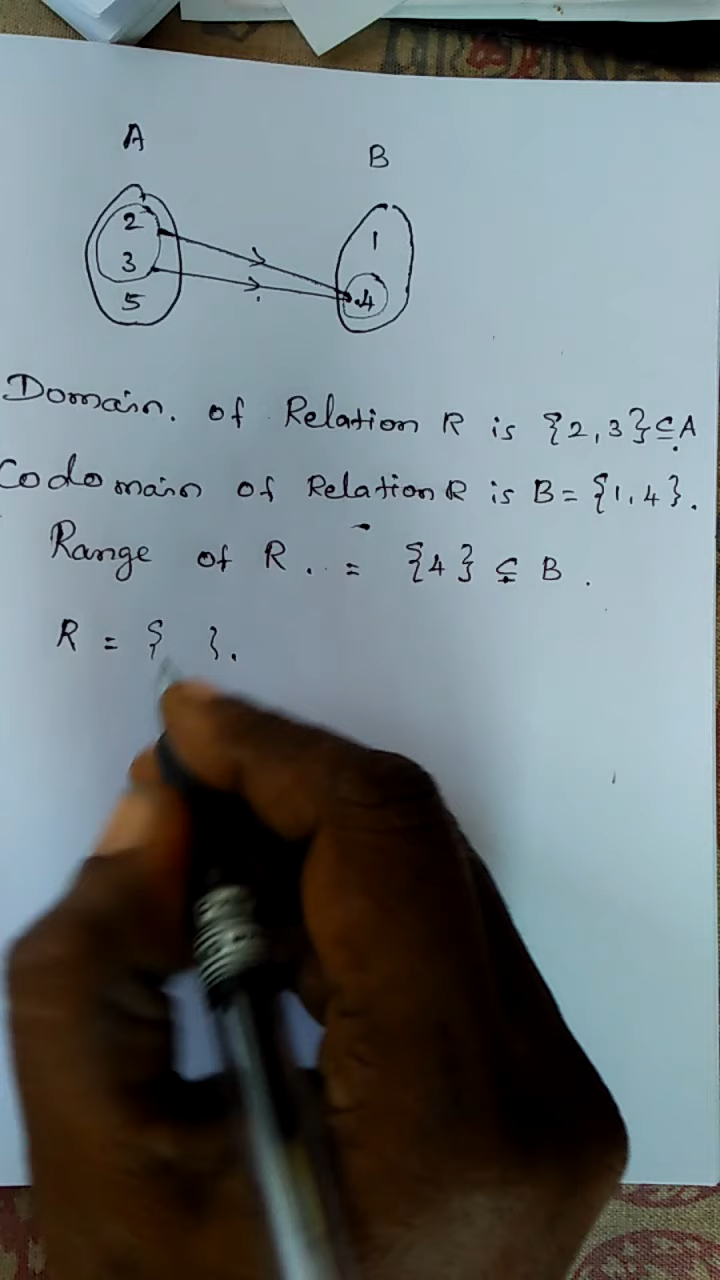 A
B
2
3
5
1
4
Domain. of Relation R is {2,3}⊆A
Codomain of Relation R is B={1,4}.
Range of R. = {4} ⊆ B.
R = { }.